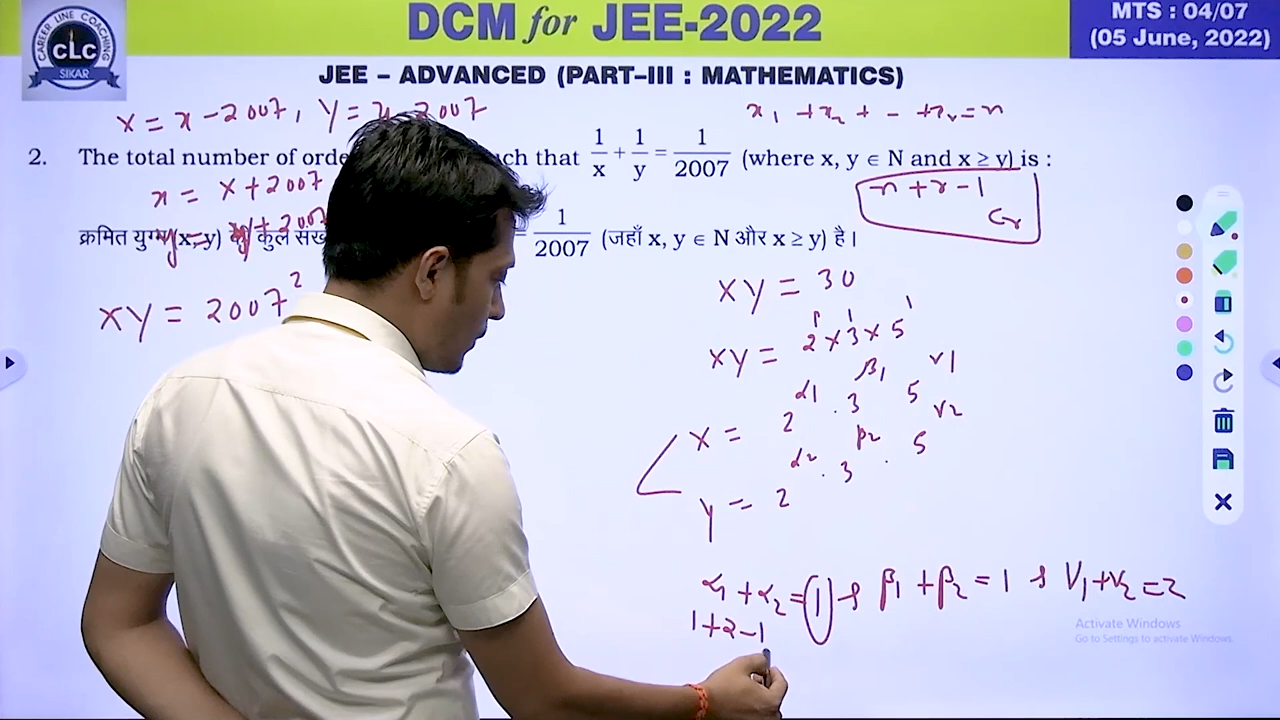 CAREER LINE COACHING
CLC
SIKAR
DCM for JEE-2022
MTS : 04/07
(05 June, 2022)
JEE – ADVANCED (PART–III : MATHEMATICS)
X = x - 2007, Y = y - 2007
x₁ + x₂ + - + xᵣ = n
2. The total number of ch that 1/x + 1/y = 1/2007 (where x, y ∈ N and x ≥ y) is :
x = X + 2007
n + r - 1
Cᵣ
क्रमित युग्म (x, y) कुल = 1/2007 (जहाँ x, y ∈ N और x ≥ y) है।
XY = 2007²
XY = 30
XY = 2¹ × 3¹ × 5¹
X = 2^α1 . 3^β1 5^γ1
Y = 2^α2 . 3^β2 . 5^γ2
α₁ + α₂ = 1 & β₁ + β₂ = 1 & γ₁ + γ₂ = 2
1 + 2 - 1
Activate Windows
Go to Settings to activate Windows.